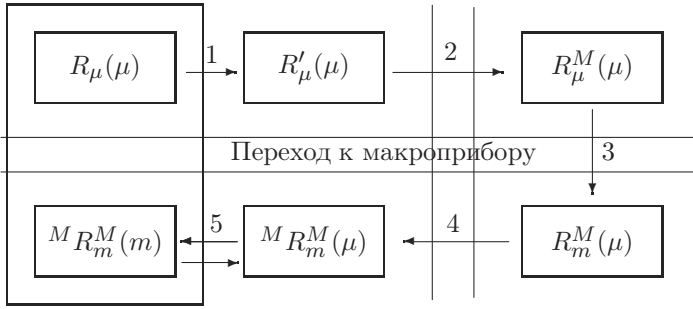 R_μ(μ) 1 R′_μ(μ) 2 R^M_μ(μ)
Переход к макроприбору 3
^M R^M_m(m) 5 ^M R^M_m(μ) 4 R^M_m(μ)